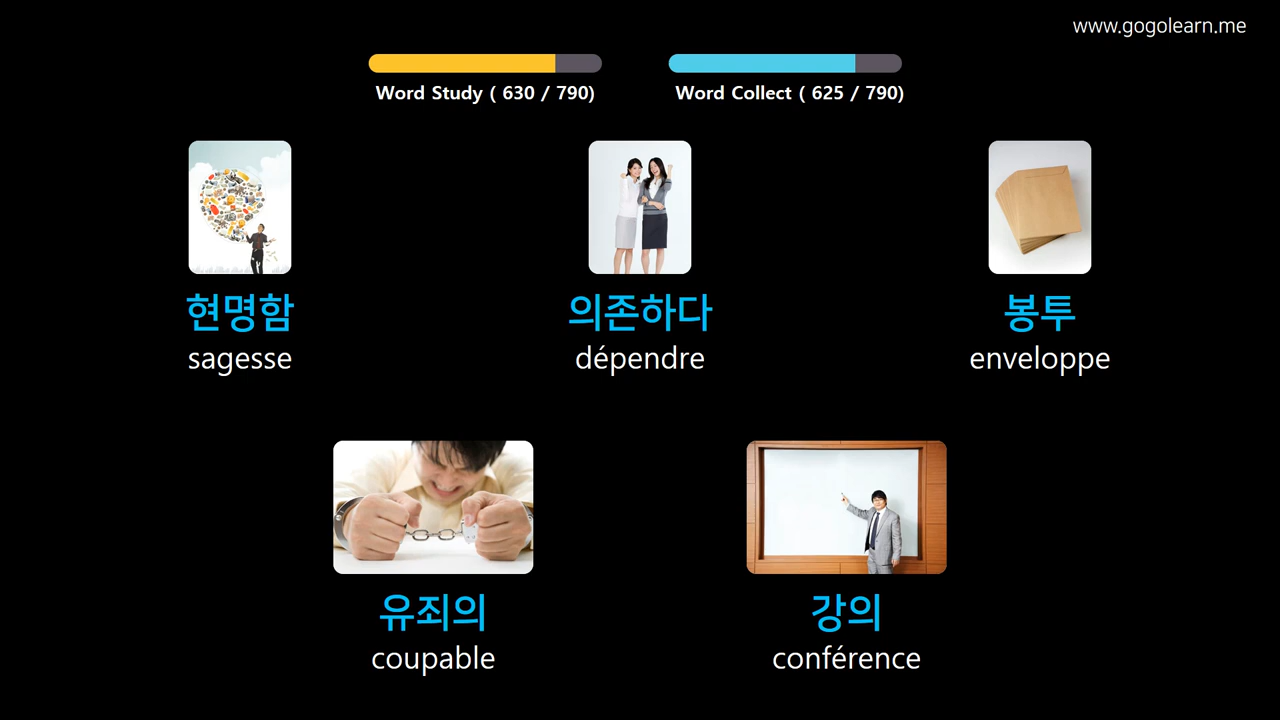 www.gogolearn.me
Word Study ( 630 / 790)
Word Collect ( 625 / 790)
현명함
sagesse
의존하다
dépendre
봉투
enveloppe
유죄의
coupable
강의
conférence